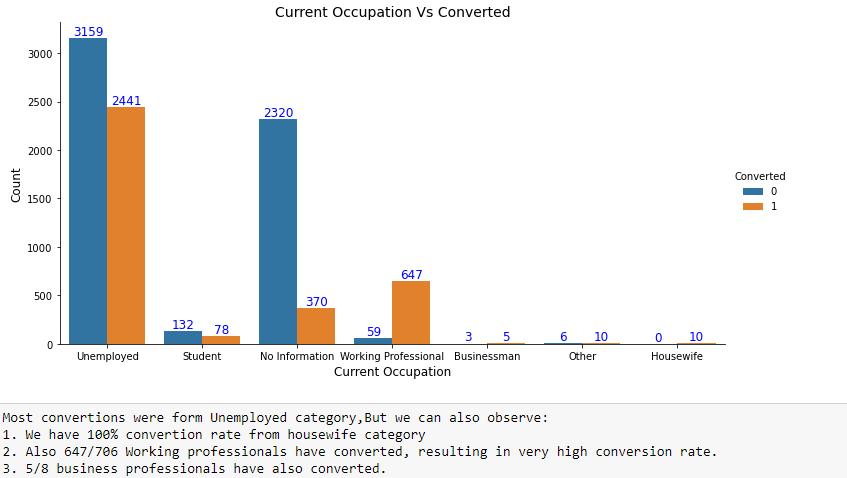 Current Occupation Vs Converted
3159
2441
132
78
2320
370
59
647
3
5
6
10
0
10
Count
3000
2500
2000
1500
1000
500
0
Unemployed
Student
No Information
Working Professional
Businessman
Other
Housewife
Current Occupation
Converted
0
1
Most convertions were form Unemployed category,But we can also observe:
1. We have 100% convertion rate from housewife category
2. Also 647/706 Working professionals have converted, resulting in very high conversion rate.
3. 5/8 business professionals have also converted.